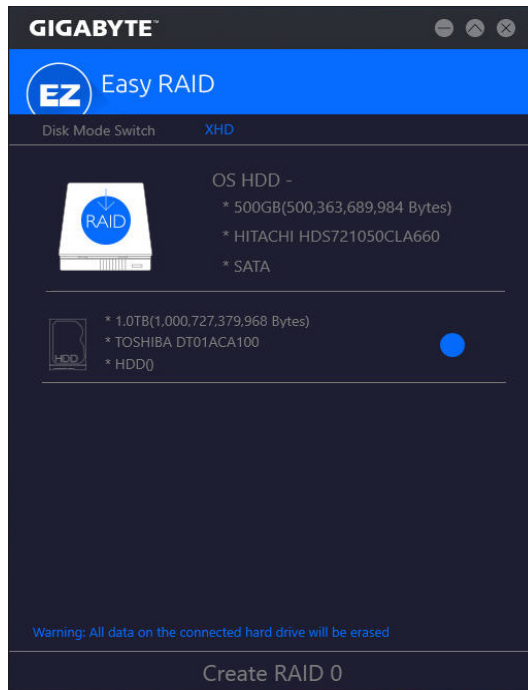 GIGABYTE™
EZ Easy RAID
Disk Mode Switch XHD
OS HDD -
* 500GB(500,363,689,984 Bytes)
RAID
* HITACHI HDS721050CLA660
* SATA
* 1.0TB(1,000,727,379,968 Bytes)
* TOSHIBA DT01ACA100
HDD
* HDD()
Warning: All data on the connected hard drive will be erased
Create RAID 0